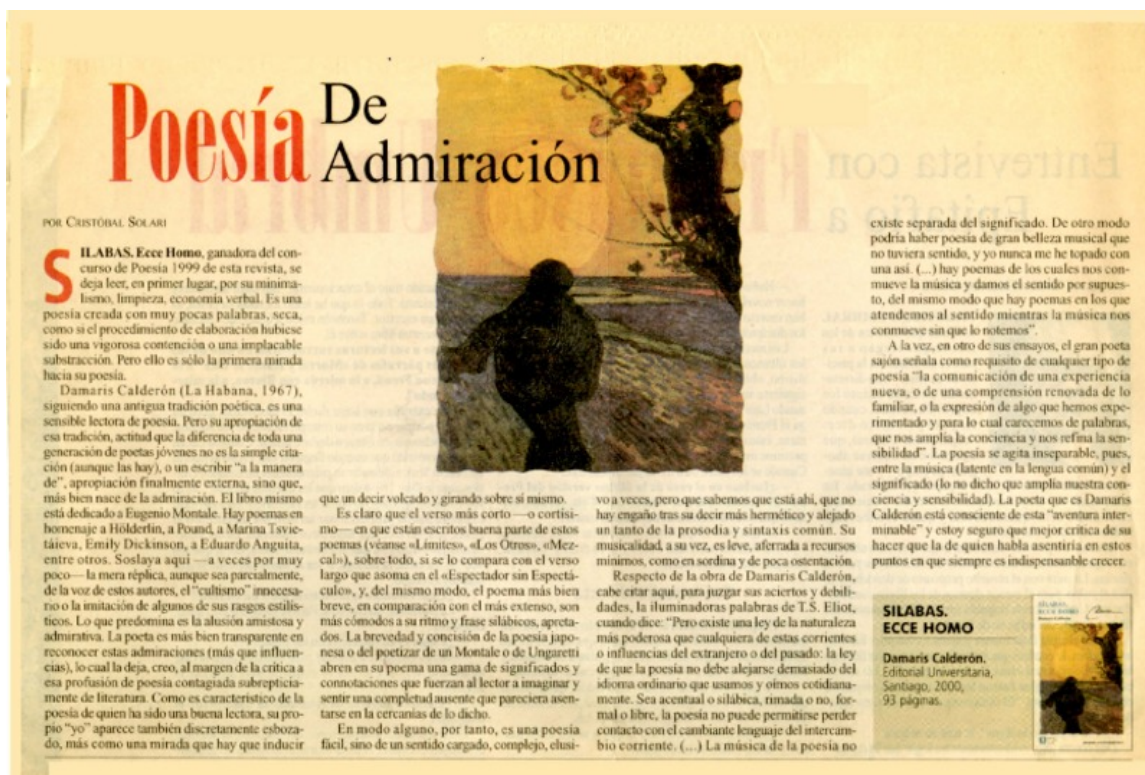 Poesía De
Admiración
POR CRISTÓBAL SOLARI
SILABAS. Ecce Homo, ganadora del con-
curso de Poesía 1999 de esta revista, se
deja leer, en primer lugar, por su minima-
lismo, limpieza, economía verbal. Es una
poesía creada con muy pocas palabras, seca,
como si el procedimiento de elaboración hubiese
sido una vigorosa contención o una implacable
substracción. Pero ello es sólo la primera mirada
hacia su poesía.
Damaris Calderón (La Habana, 1967),
siguiendo una antigua tradición poética, es una
sensible lectora de poesía. Pero su apropiación de
esa tradición, actitud que la diferencia de toda una
generación de poetas jóvenes no es la simple cita-
ción (aunque las hay), o un escribir “a la manera
de”, apropiación finalmente externa, sino que,
más bien nace de la admiración. El libro mismo
está dedicado a Eugenio Montale. Hay poemas en
homenaje a Hölderlin, a Pound, a Marina Tsvie-
táieva, Emily Dickinson, a Eduardo Anguita,
entre otros. Soslaya aquí —a veces por muy
poco— la mera réplica, aunque sea parcialmente,
de la voz de estos autores, el “cultismo” innecesa-
rio o la imitación de algunos de sus rasgos estilís-
ticos. Lo que predomina es la alusión amistosa y
admirativa. La poeta es más bien transparente en
reconocer estas admiraciones (más que influen-
cias), lo cual la deja, creo, al margen de la crítica a
esa profusión de poesía contagiada subrepticia-
mente de literatura. Como es característico de la
poesía de quien ha sido una buena lectora, su pro-
pio “yo” aparece también discretamente esboza-
do, más como una mirada que hay que inducir
que un decir volcado y girando sobre sí mismo.
Es claro que el verso más corto —o cortísi-
mo— en que están escritos buena parte de estos
poemas (véanse «Límites», «Los Otros», «Mez-
cal»), sobre todo, si se lo compara con el verso
largo que asoma en el «Espectador sin Espectá-
culo», y, del mismo modo, el poema más bien
breve, en comparación con el más extenso, son
más cómodos a su ritmo y frase silábicos, apreta-
dos. La brevedad y concisión de la poesía japo-
nesa o del poetizar de un Montale o de Ungaretti
abren en su poema una gama de significados y
connotaciones que fuerzan al lector a imaginar y
sentir una completud ausente que pareciera asen-
tarse en la cercanías de lo dicho.
En modo alguno, por tanto, es una poesía
fácil, sino de un sentido cargado, complejo, elusi-
vo a veces, pero que sabemos que está ahí, que no
hay engaño tras su decir más hermético y alejado
un tanto de la prosodia y sintaxis común. Su
musicalidad, a su vez, es leve, aferrada a recursos
mínimos, como en sordina y de poca ostentación.
Respecto de la obra de Damaris Calderón,
cabe citar aquí, para juzgar sus aciertos y debili-
dades, la iluminadoras palabras de T.S. Eliot,
cuando dice: “Pero existe una ley de la naturaleza
más poderosa que cualquiera de estas corrientes
o influencias del extranjero o del pasado: la ley
de que la poesía no debe alejarse demasiado del
idioma ordinario que usamos y oímos cotidiana-
mente. Sea acentual o silábica, rimada o no, for-
mal o libre, la poesía no puede permitirse perder
contacto con el cambiante lenguaje del intercam-
bio corriente. (...) La música de la poesía no
existe separada del significado. De otro modo
podría haber poesía de gran belleza musical que
no tuviera sentido, y yo nunca me he topado con
una así. (...) hay poemas de los cuales nos con-
mueve la música y damos el sentido por supues-
to, del mismo modo que hay poemas en los que
atendemos al sentido mientras la música nos
conmueve sin que lo notemos”.
A la vez, en otro de sus ensayos, el gran poeta
sajón señala como requisito de cualquier tipo de
poesía “la comunicación de una experiencia
nueva, o de una comprensión renovada de lo
familiar, o la expresión de algo que hemos expe-
rimentado y para lo cual carecemos de palabras,
que nos amplía la conciencia y nos refina la sen-
sibilidad”. La poesía se agita inseparable, pues,
entre la música (latente en la lengua común) y el
significado (lo no dicho que amplía nuestra con-
ciencia y sensibilidad). La poeta que es Damaris
Calderón está consciente de esta “aventura inter-
minable” y estoy seguro que mejor crítica de su
hacer que la de quien habla asentiría en estos
puntos en que siempre es indispensable crecer.
SILABAS.
ECCE HOMO
Damaris Calderón.
Editorial Universitaria,
Santiago, 2000,
93 páginas.
SILABAS.
ECCE HOMO